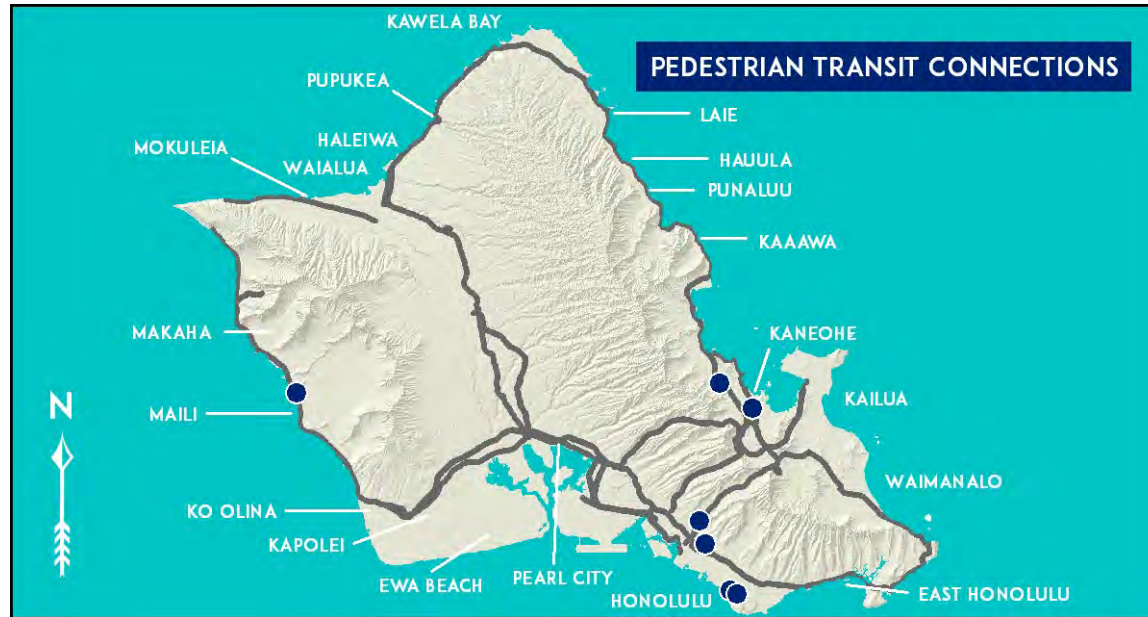 KAWELA BAY
PEDESTRIAN TRANSIT CONNECTIONS
PUPUKEA
LAIE
HALEIWA
MOKULEIA
WAIALUA
HAUULA
PUNALUU
KAAAWA
MAKAHA
KANEOHE
N
MAILI
KAILUA
WAIMANALO
KO OLINA
KAPOLEI
EWA BEACH
PEARL CITY
HONOLULU
EAST HONOLULU